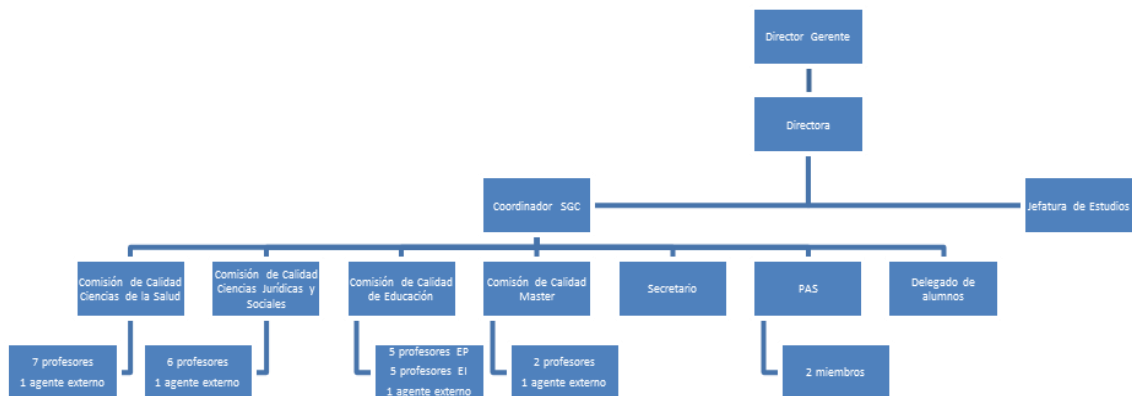 Director Gerente
Directora
Coordinador SGC
Jefatura de Estudios
Comisión de Calidad
Ciencias de la Salud
Comisión de Calidad
Ciencias Jurídicas y
Sociales
Comisión de Calidad
de Educación
Comisón de Calidad
Master
Secretario
PAS
Delegado de
alumnos
7 profesores
1 agente externo
6 profesores
1 agente externo
5 profesores EP
5 profesores EI
1 agente externo
2 profesores
1 agente externo
2 miembros